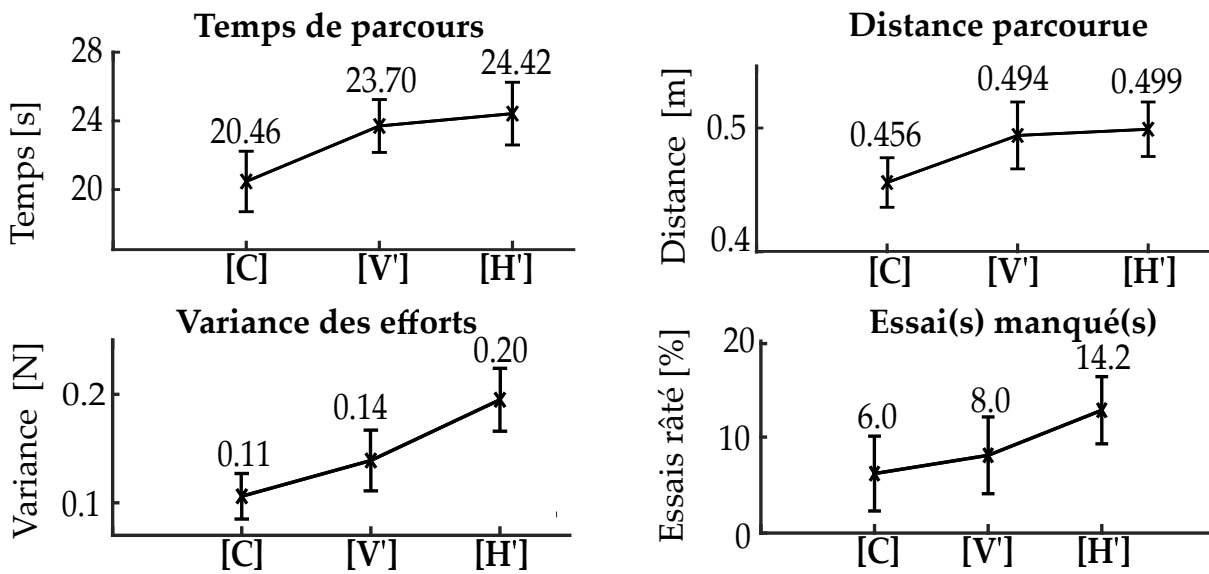 Temps de parcours
28
24
20
Temps [s]
20.46
23.70
24.42
[C]
[V']
[H']
Distance parcourue
0.5
0.4
Distance [m]
0.456
0.494
0.499
[C]
[V']
[H']
Variance des efforts
0.2
0.1
Variance [N]
0.11
0.14
0.20
[C]
[V']
[H']
Essai(s) manqué(s)
20
10
0
Essais râté [%]
6.0
8.0
14.2
[C]
[V']
[H']